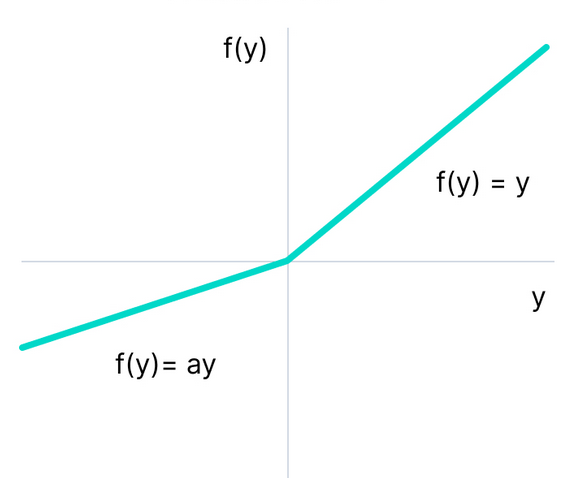 f(y)
f(y) = y
y
f(y)= ay